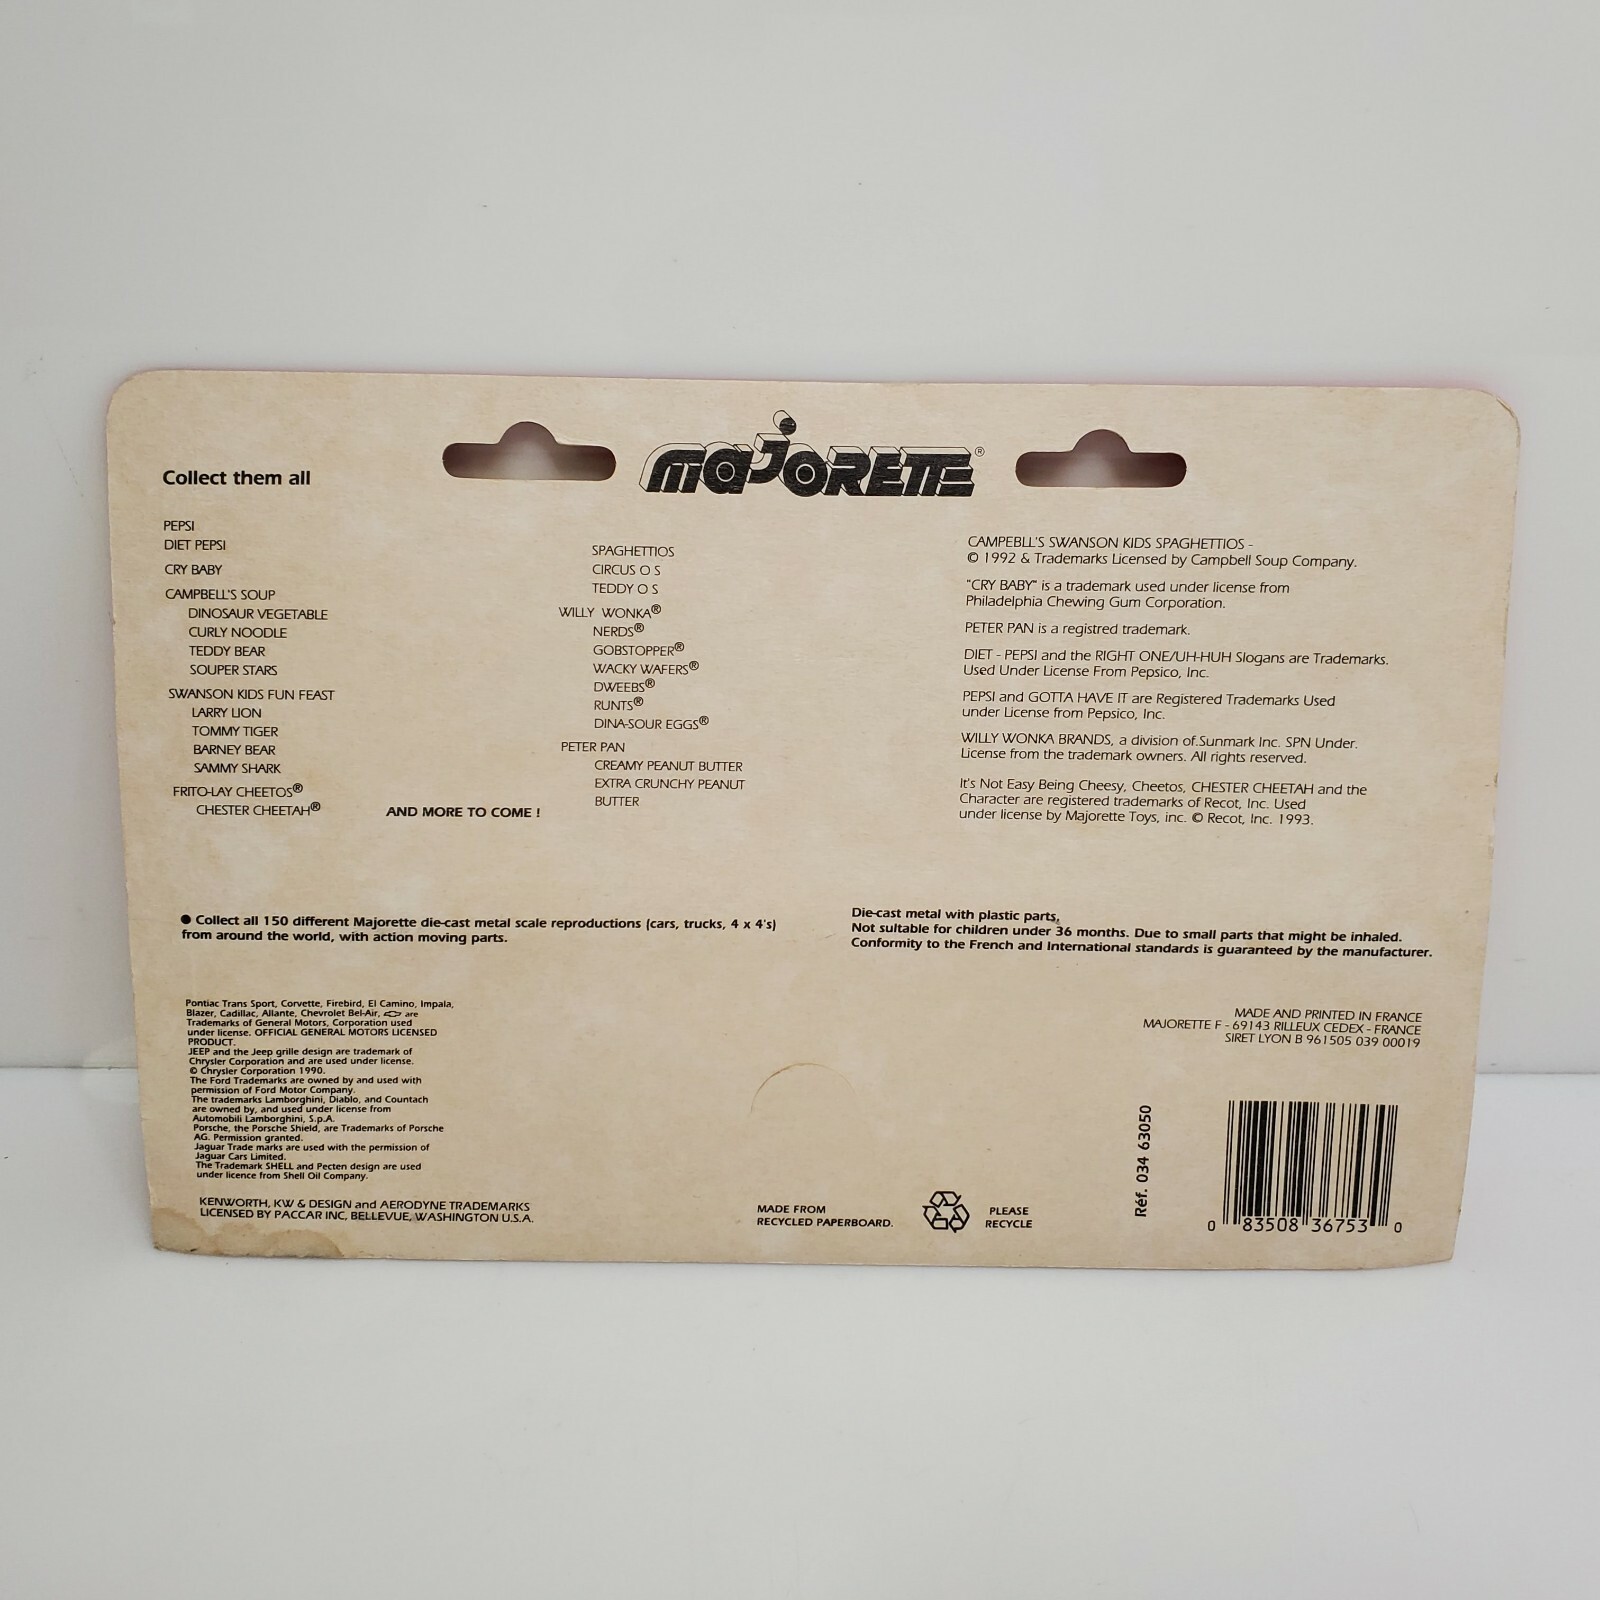 majORETTE®
Collect them all
PEPSI
DIET PEPSI
CRY BABY
CAMPBELL'S SOUP
DINOSAUR VEGETABLE
CURLY NOODLE
TEDDY BEAR
SOUPER STARS
SWANSON KIDS FUN FEAST
LARRY LION
TOMMY TIGER
BARNEY BEAR
SAMMY SHARK
FRITO-LAY CHEETOS®
CHESTER CHEETAH®
AND MORE TO COME !
SPAGHETTIOS
CIRCUS O S
TEDDY O S
WILLY WONKA®
NERDS®
GOBSTOPPER®
WACKY WAFERS®
DWEEBS®
RUNTS®
DINA-SOUR EGGS®
PETER PAN
CREAMY PEANUT BUTTER
EXTRA CRUNCHY PEANUT
BUTTER
CAMPEBLL'S SWANSON KIDS SPAGHETTIOS -
© 1992 & Trademarks Licensed by Campbell Soup Company.
"CRY BABY" is a trademark used under license from
Philadelphia Chewing Gum Corporation.
PETER PAN is a registred trademark.
DIET - PEPSI and the RIGHT ONE/UH-HUH Slogans are Trademarks.
Used Under License From Pepsico, Inc.
PEPSI and GOTTA HAVE IT are Registered Trademarks Used
under License from Pepsico, Inc.
WILLY WONKA BRANDS, a division of.Sunmark Inc. SPN Under.
License from the trademark owners. All rights reserved.
It's Not Easy Being Cheesy, Cheetos, CHESTER CHEETAH and the
Character are registered trademarks of Recot, Inc. Used
under license by Majorette Toys, inc. © Recot, Inc. 1993.
● Collect all 150 different Majorette die-cast metal scale reproductions (cars, trucks, 4 x 4's)
from around the world, with action moving parts.
Die-cast metal with plastic parts,
Not suitable for children under 36 months. Due to small parts that might be inhaled.
Conformity to the French and International standards is guaranteed by the manufacturer.
Pontiac Trans Sport, Corvette, Firebird, El Camino, Impala,
Blazer, Cadillac, Allante, Chevrolet Bel-Air, are
Trademarks of General Motors, Corporation used
under license. OFFICIAL GENERAL MOTORS LICENSED
PRODUCT.
JEEP and the Jeep grille design are trademark of
Chrysler Corporation and are used under license.
© Chrysler Corporation 1990.
The Ford Trademarks are owned by and used with
permission of Ford Motor Company.
The trademarks Lamborghini, Diablo, and Countach
are owned by, and used under license from
Automobili Lamborghini, S.p.A.
Porsche, the Porsche Shield, are Trademarks of Porsche
AG. Permission granted.
Jaguar Trade marks are used with the permission of
Jaguar Cars Limited.
The Trademark SHELL and Pecten design are used
under licence from Shell Oil Company.
KENWORTH, KW & DESIGN and AERODYNE TRADEMARKS
LICENSED BY PACCAR INC, BELLEVUE, WASHINGTON U.S.A.
MADE FROM
RECYCLED PAPERBOARD.
PLEASE
RECYCLE
MADE AND PRINTED IN FRANCE
MAJORETTE F - 69143 RILLEUX CEDEX - FRANCE
SIRET LYON B 961505 039 00019
Réf. 034 63050
0 83508 36753 0